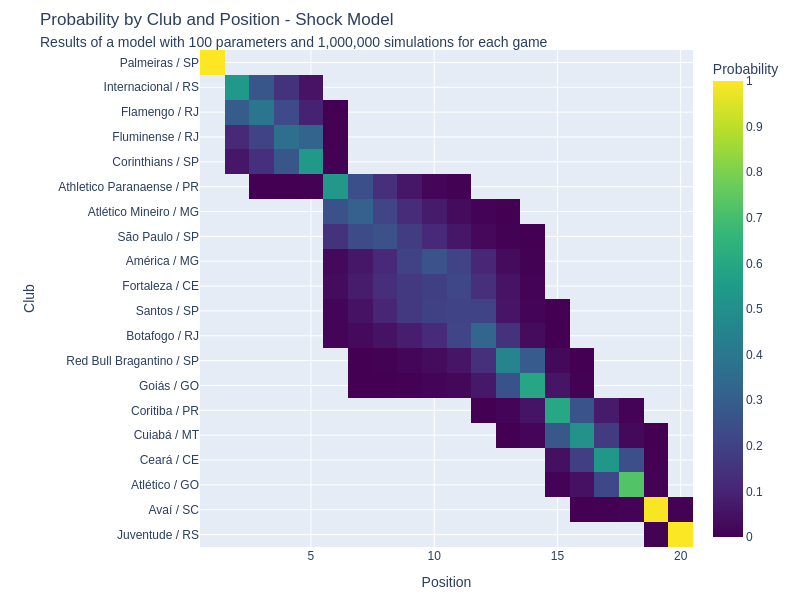 Probability by Club and Position - Shock Model
Results of a model with 100 parameters and 1,000,000 simulations for each game
Probability
Club
Palmeiras / SP
Internacional / RS
Flamengo / RJ
Fluminense / RJ
Corinthians / SP
Athletico Paranaense / PR
Atlético Mineiro / MG
São Paulo / SP
América / MG
Fortaleza / CE
Santos / SP
Botafogo / RJ
Red Bull Bragantino / SP
Goiás / GO
Coritiba / PR
Cuiabá / MT
Ceará / CE
Atlético / GO
Avaí / SC
Juventude / RS
1
0.9
0.8
0.7
0.6
0.5
0.4
0.3
0.2
0.1
0
5
10
15
20
Position